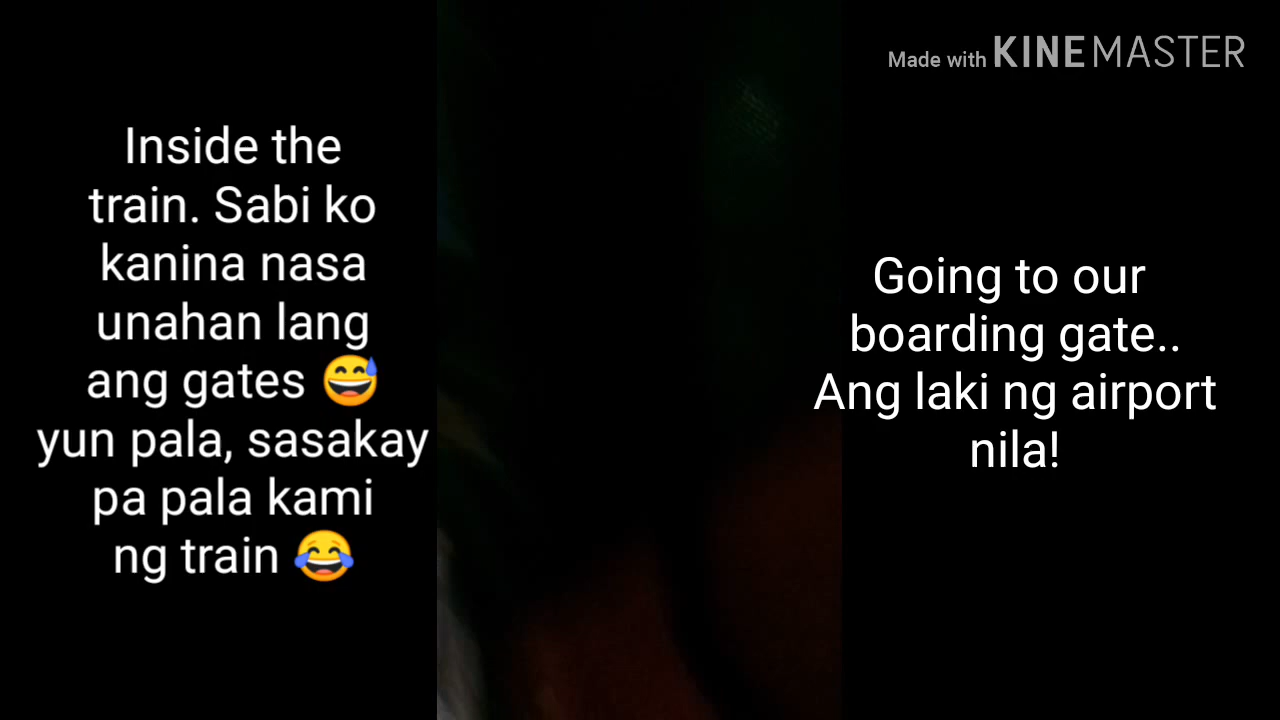 Made with KINEMASTER
Inside the
train. Sabi ko
kanina nasa
unahan lang
ang gates 😅
yun pala, sasakay
pa pala kami
ng train 😂
Going to our
boarding gate..
Ang laki ng airport
nila!